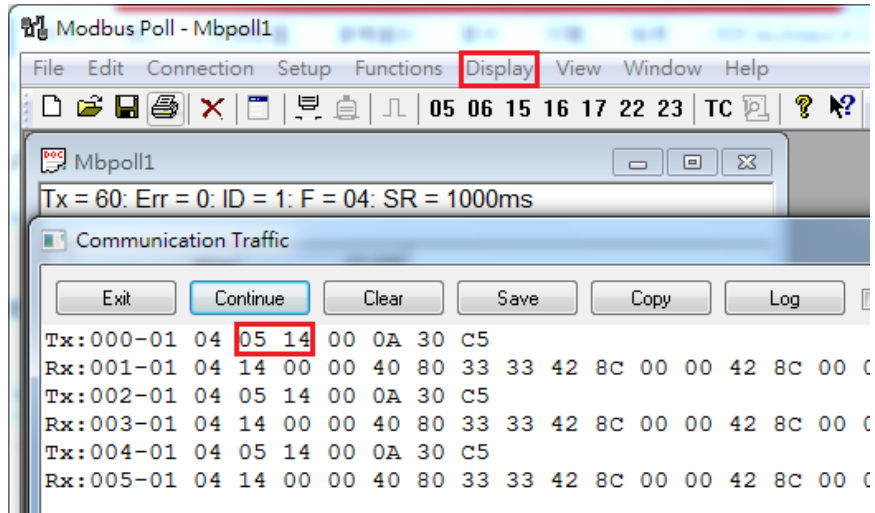 Modbus Poll - Mbpoll1
File Edit Connection Setup Functions Display View Window Help
05 06 15 16 17 22 23 TC
Mbpoll1
Tx = 60: Err = 0: ID = 1: F = 04: SR = 1000ms
Communication Traffic
Exit Continue Clear Save Copy Log
Tx:000-01 04 05 14 00 0A 30 C5
Rx:001-01 04 14 00 00 40 80 33 33 42 8C 00 00 42 8C 00
Tx:002-01 04 05 14 00 0A 30 C5
Rx:003-01 04 14 00 00 40 80 33 33 42 8C 00 00 42 8C 00
Tx:004-01 04 05 14 00 0A 30 C5
Rx:005-01 04 14 00 00 40 80 33 33 42 8C 00 00 42 8C 00